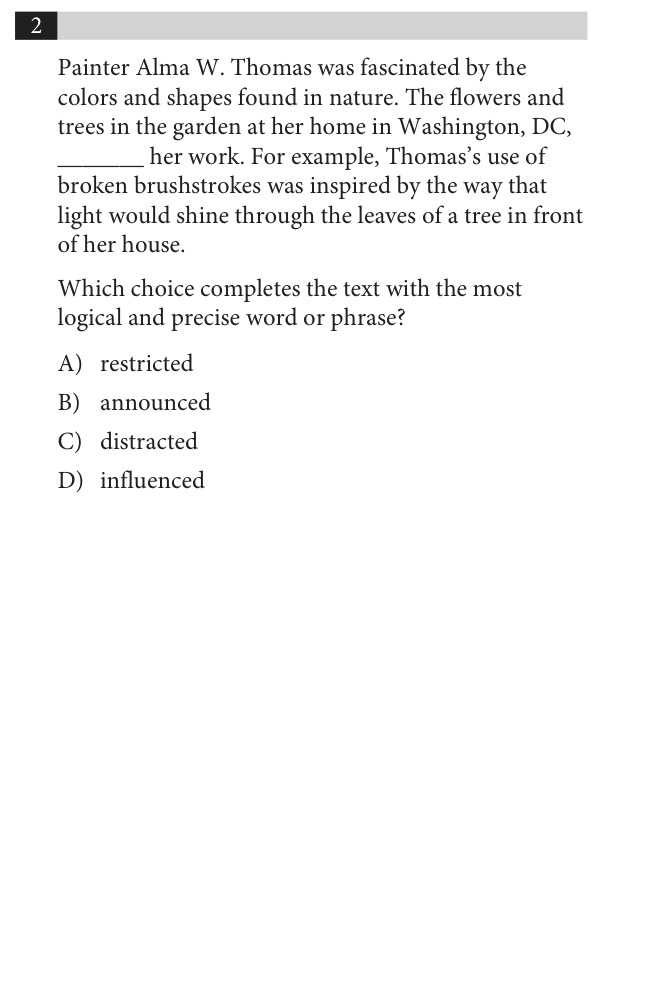 2
Painter Alma W. Thomas was fascinated by the
colors and shapes found in nature. The flowers and
trees in the garden at her home in Washington, DC,
_______ her work. For example, Thomas’s use of
broken brushstrokes was inspired by the way that
light would shine through the leaves of a tree in front
of her house.
Which choice completes the text with the most
logical and precise word or phrase?
A) restricted
B) announced
C) distracted
D) influenced